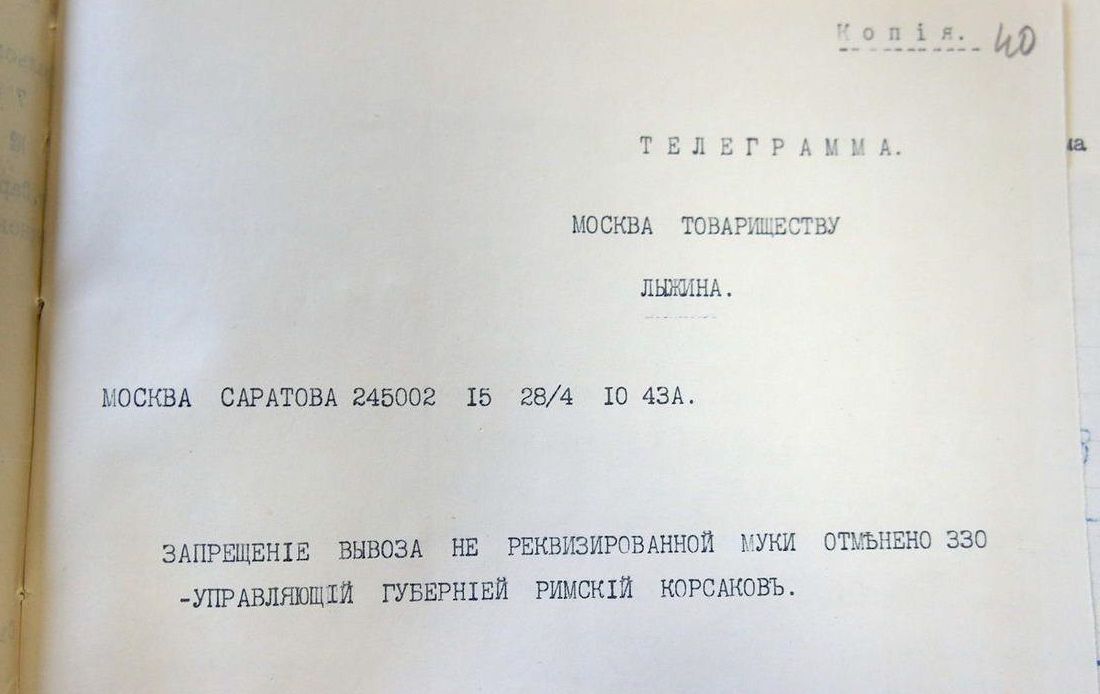 Копія. 40
ТЕЛЕГРАММА.
МОСКВА ТОВАРИЩЕСТВУ
ЛЫЖИНА.
МОСКВА САРАТОВА 245002 I5 28/4 IO 43А.
ЗАПРЕЩЕНІЕ ВЫВОЗА НЕ РЕКВИЗИРОВАННОЙ МУКИ ОТМѢНЕНО 330
-УПРАВЛЯЮЩІЙ ГУБЕРНІЕЙ РИМСКІЙ КОРСАКОВЪ.